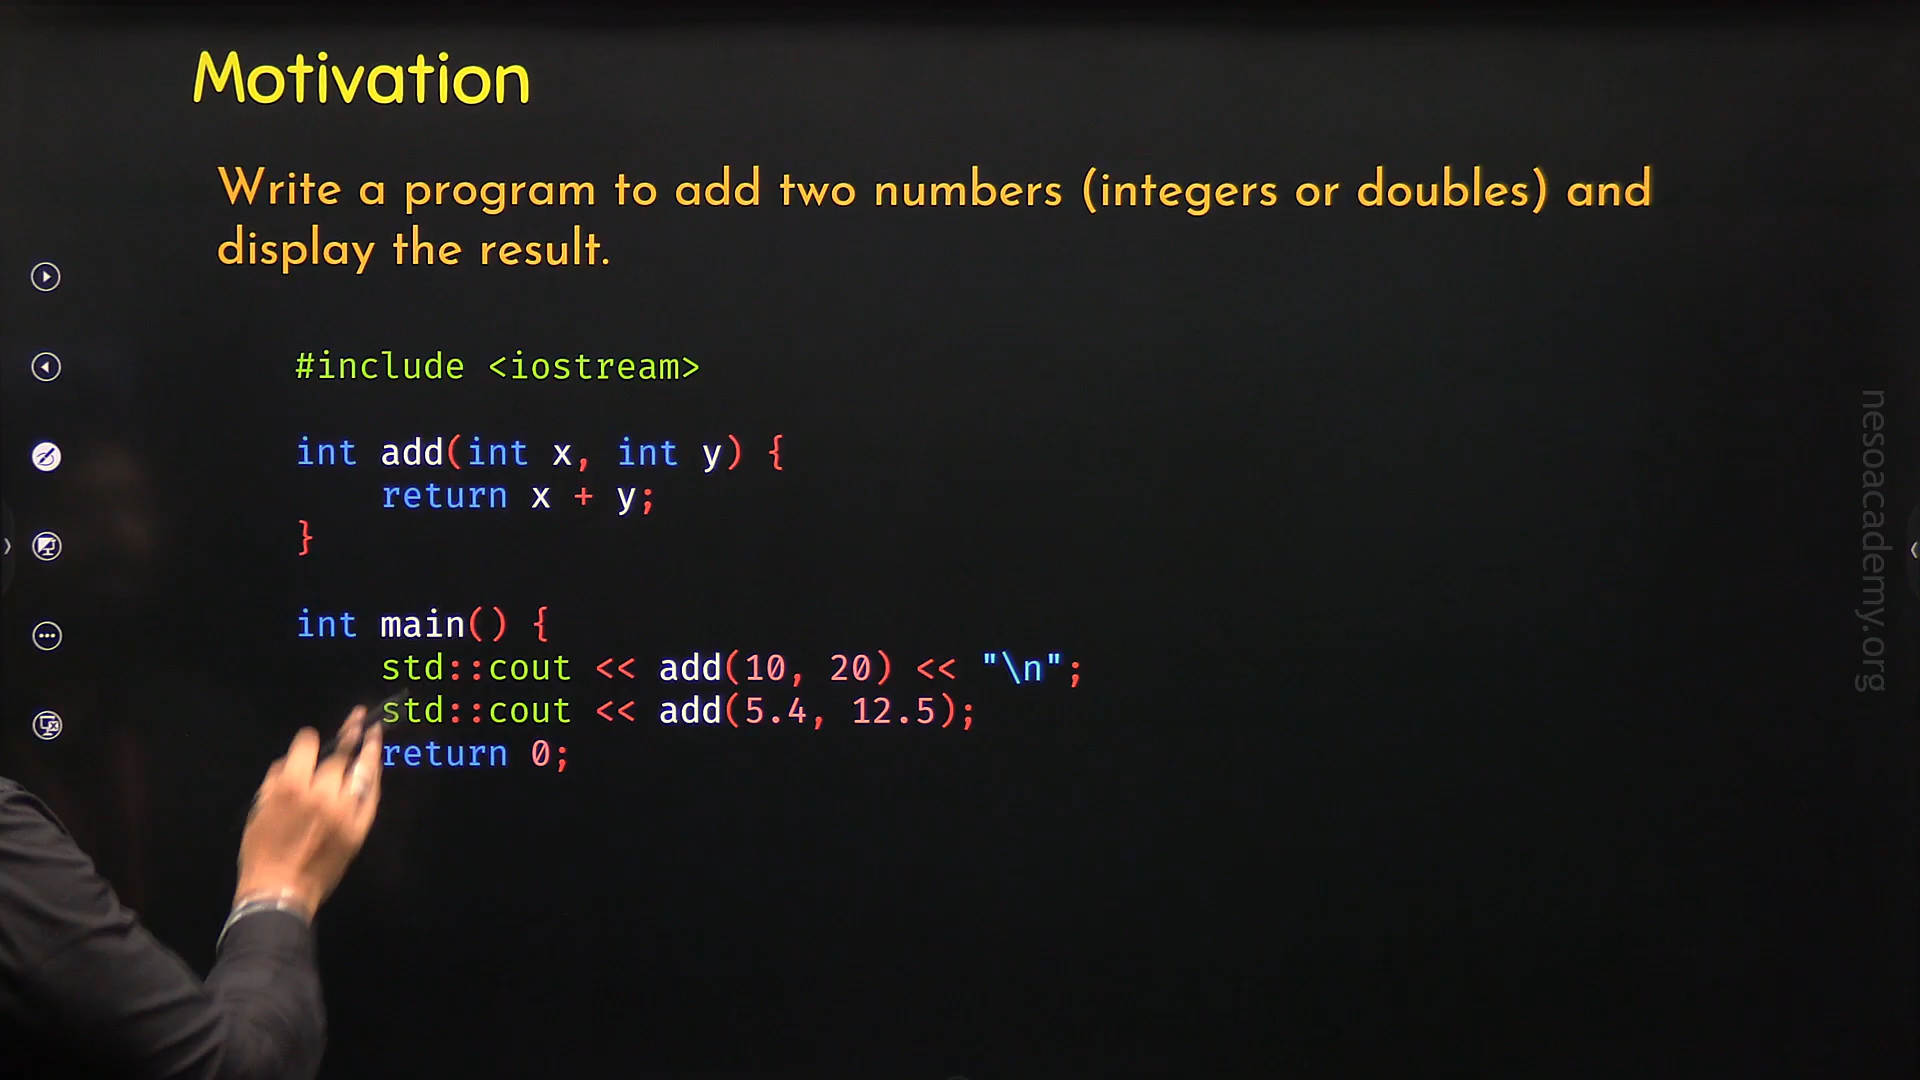 Motivation
Write a program to add two numbers (integers or doubles) and
display the result.
#include <iostream>
int add(int x, int y) {
    return x + y;
}
int main() {
    std::cout << add(10, 20) << "\n";
    std::cout << add(5.4, 12.5);
    return 0;
nesoacademy.org